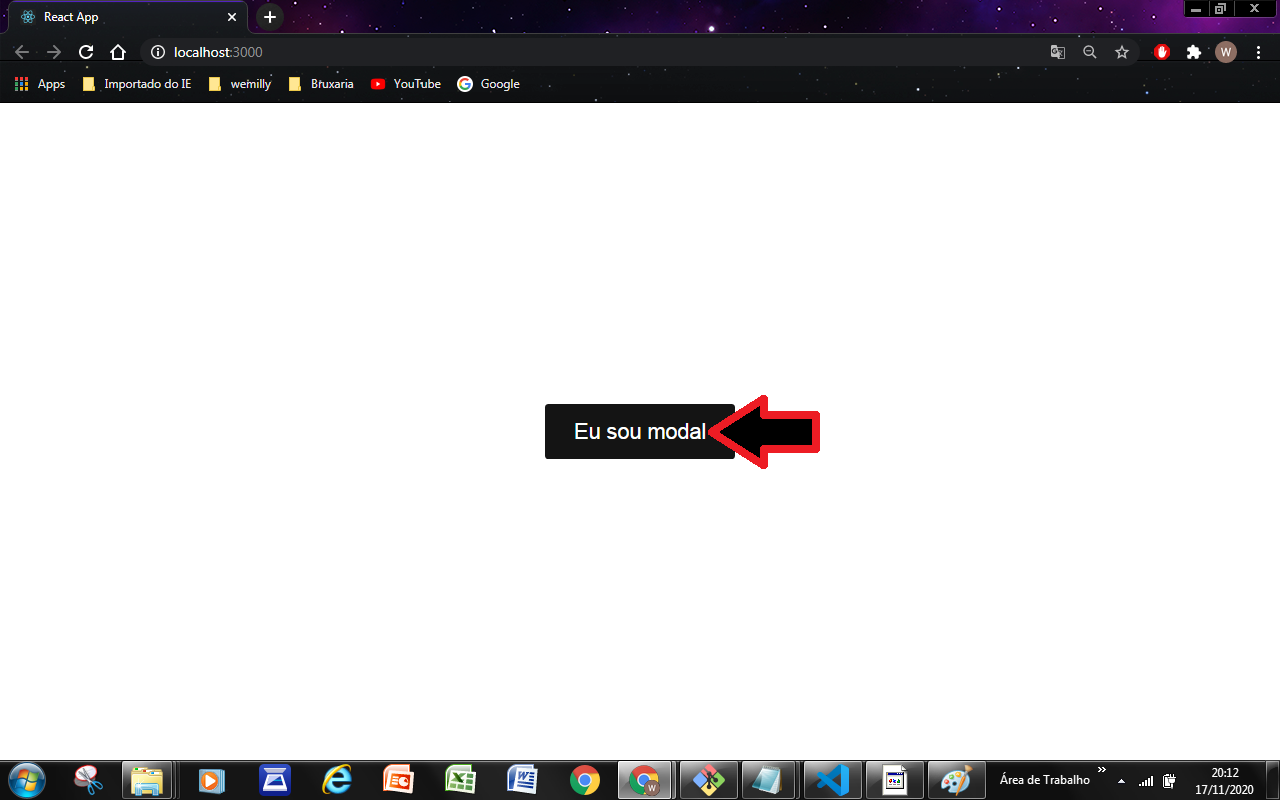 React App
localhost:3000
W
Apps
Importado do IE
wemilly
Bruxaria
YouTube
Google
Eu sou modal
Área de Trabalho
20:12
17/11/2020